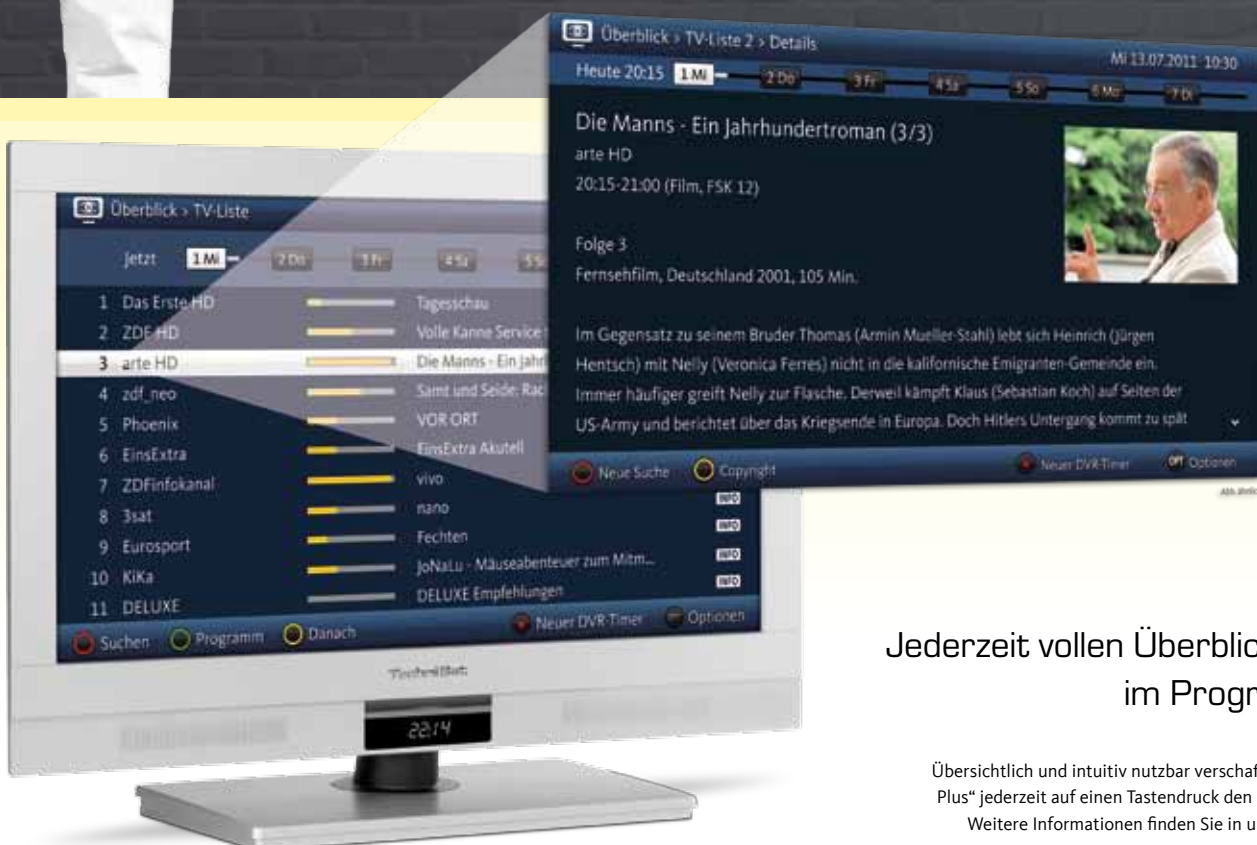 Überblick > TV-Liste 2 > Details
Mi 13.07.2011 10:30
Heute 20:15 1 Mi 2 Do 3 Fr 4 Sa 5 So 6 Mo 7 Di
Die Manns - Ein Jahrhundertroman (3/3)
arte HD
20:15-21:00 (Film, FSK 12)
Folge 3
Fernsehfilm, Deutschland 2001, 105 Min.
Im Gegensatz zu seinem Bruder Thomas (Armin Mueller-Stahl) lebt sich Heinrich (Jürgen
Hentsch) mit Nelly (Veronica Ferres) nicht in die kalifornische Emigranten-Gemeinde ein.
Immer häufiger greift Nelly zur Flasche. Derweil kämpft Klaus (Sebastian Koch) auf Seiten der
US-Army und berichtet über das Kriegsende in Europa. Doch Hitlers Untergang kommt zu spät
Neue Suche Copyright Neuer DVR-Timer OPT Optionen
Überblick > TV-Liste
Jetzt 1 Mi 2 Do 3 Fr 4 Sa 5 So
1 Das Erste HD Tagesschau
2 ZDF HD Volle Kanne Service
3 arte HD Die Manns - Ein Jahr
4 zdf_neo Samt und Seide:
5 Phoenix VOR ORT
6 EinsExtra EinsExtra Akutell
7 ZDFinfokanal vivo
8 3sat nano INFO
9 Eurosport Fechten INFO
10 KiKa JoNaLu - Mäuseabenteuer zum Mitm... INFO
11 DELUXE DELUXE Empfehlungen INFO
Suchen Programm Danach Neuer DVR-Timer Optionen
TechniSat
22:14
Jederzeit vollen Überblic
im Progr
Übersichtlich und intuitiv nutzbar verschaf
Plus“ jederzeit auf einen Tastendruck den
Weitere Informationen finden Sie in u